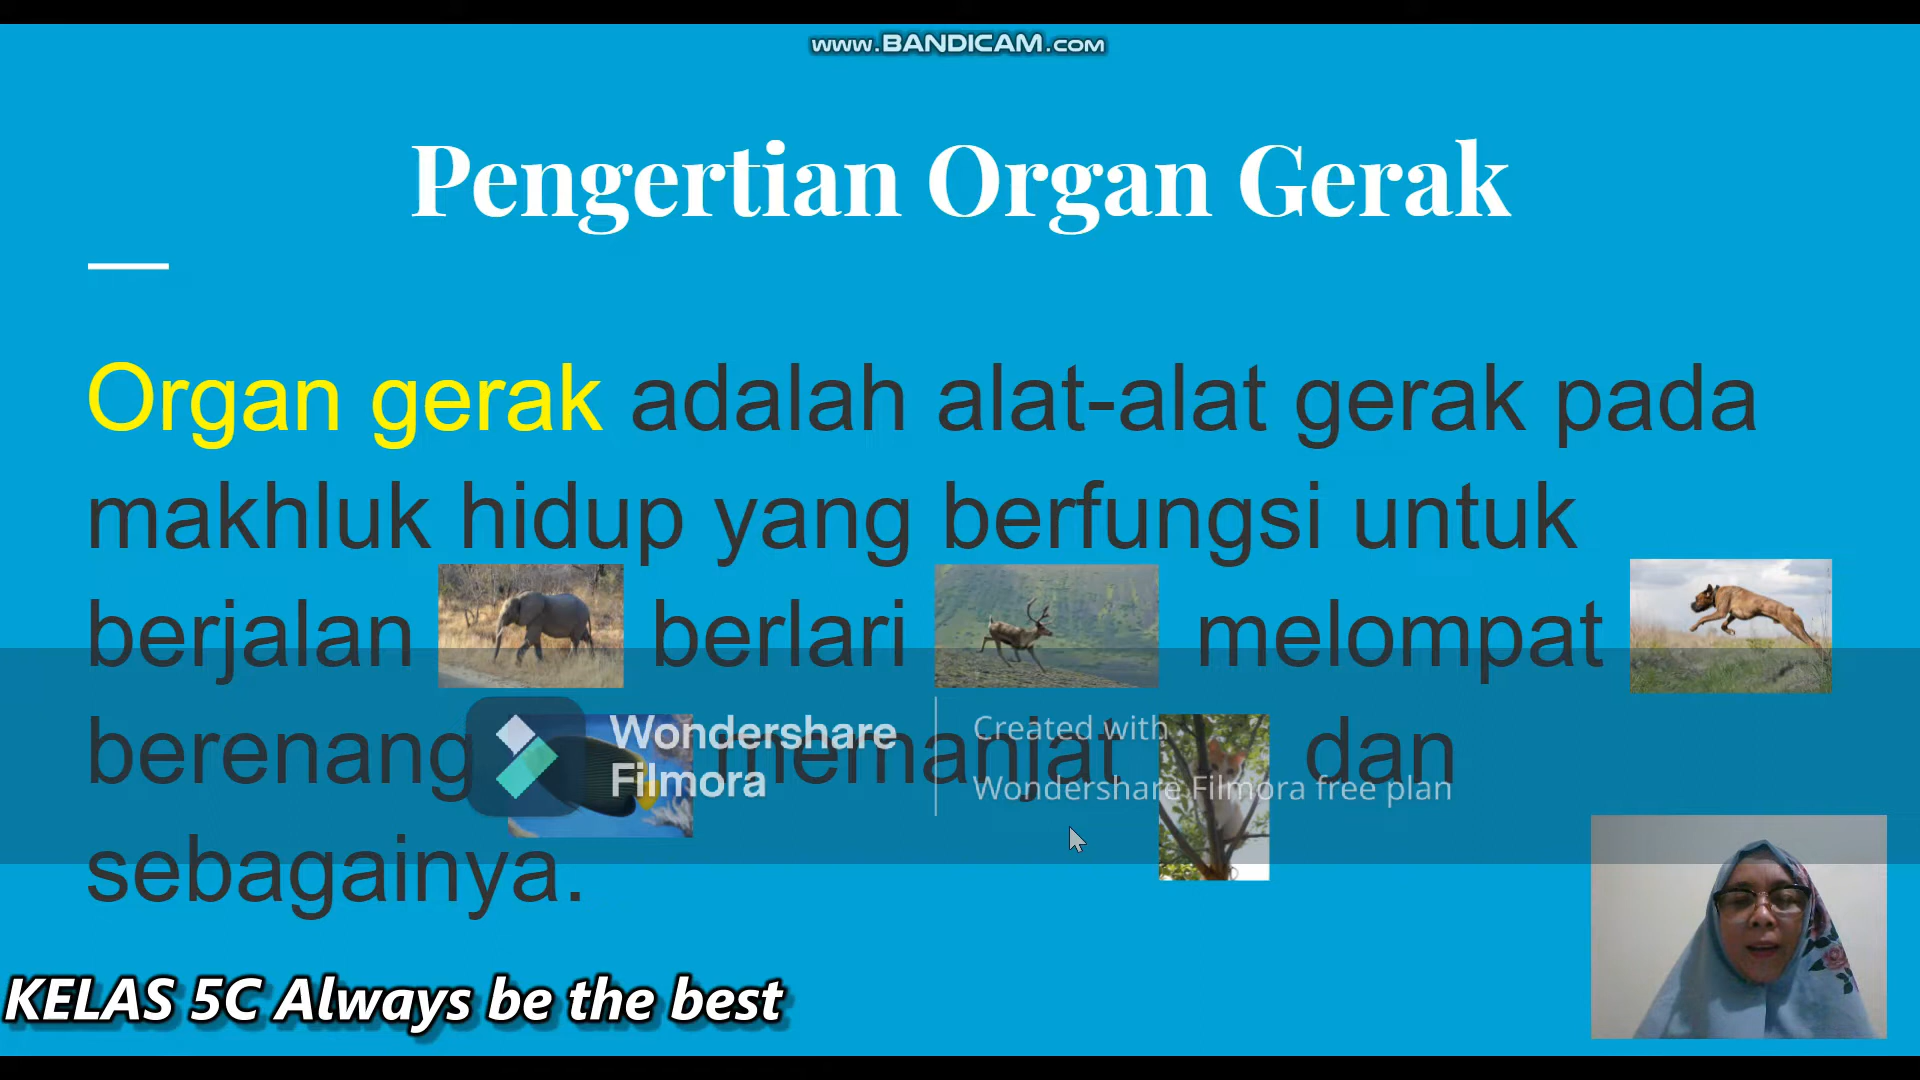 www.BANDICAM.com
Pengertian Organ Gerak
Organ gerak adalah alat-alat gerak pada
makhluk hidup yang berfungsi untuk
berjalan berlari melompat
berenang memanjat dan
Wondershare
Filmora
Created with
Wondershare Filmora free plan
sebagainya.
KELAS 5C Always be the best